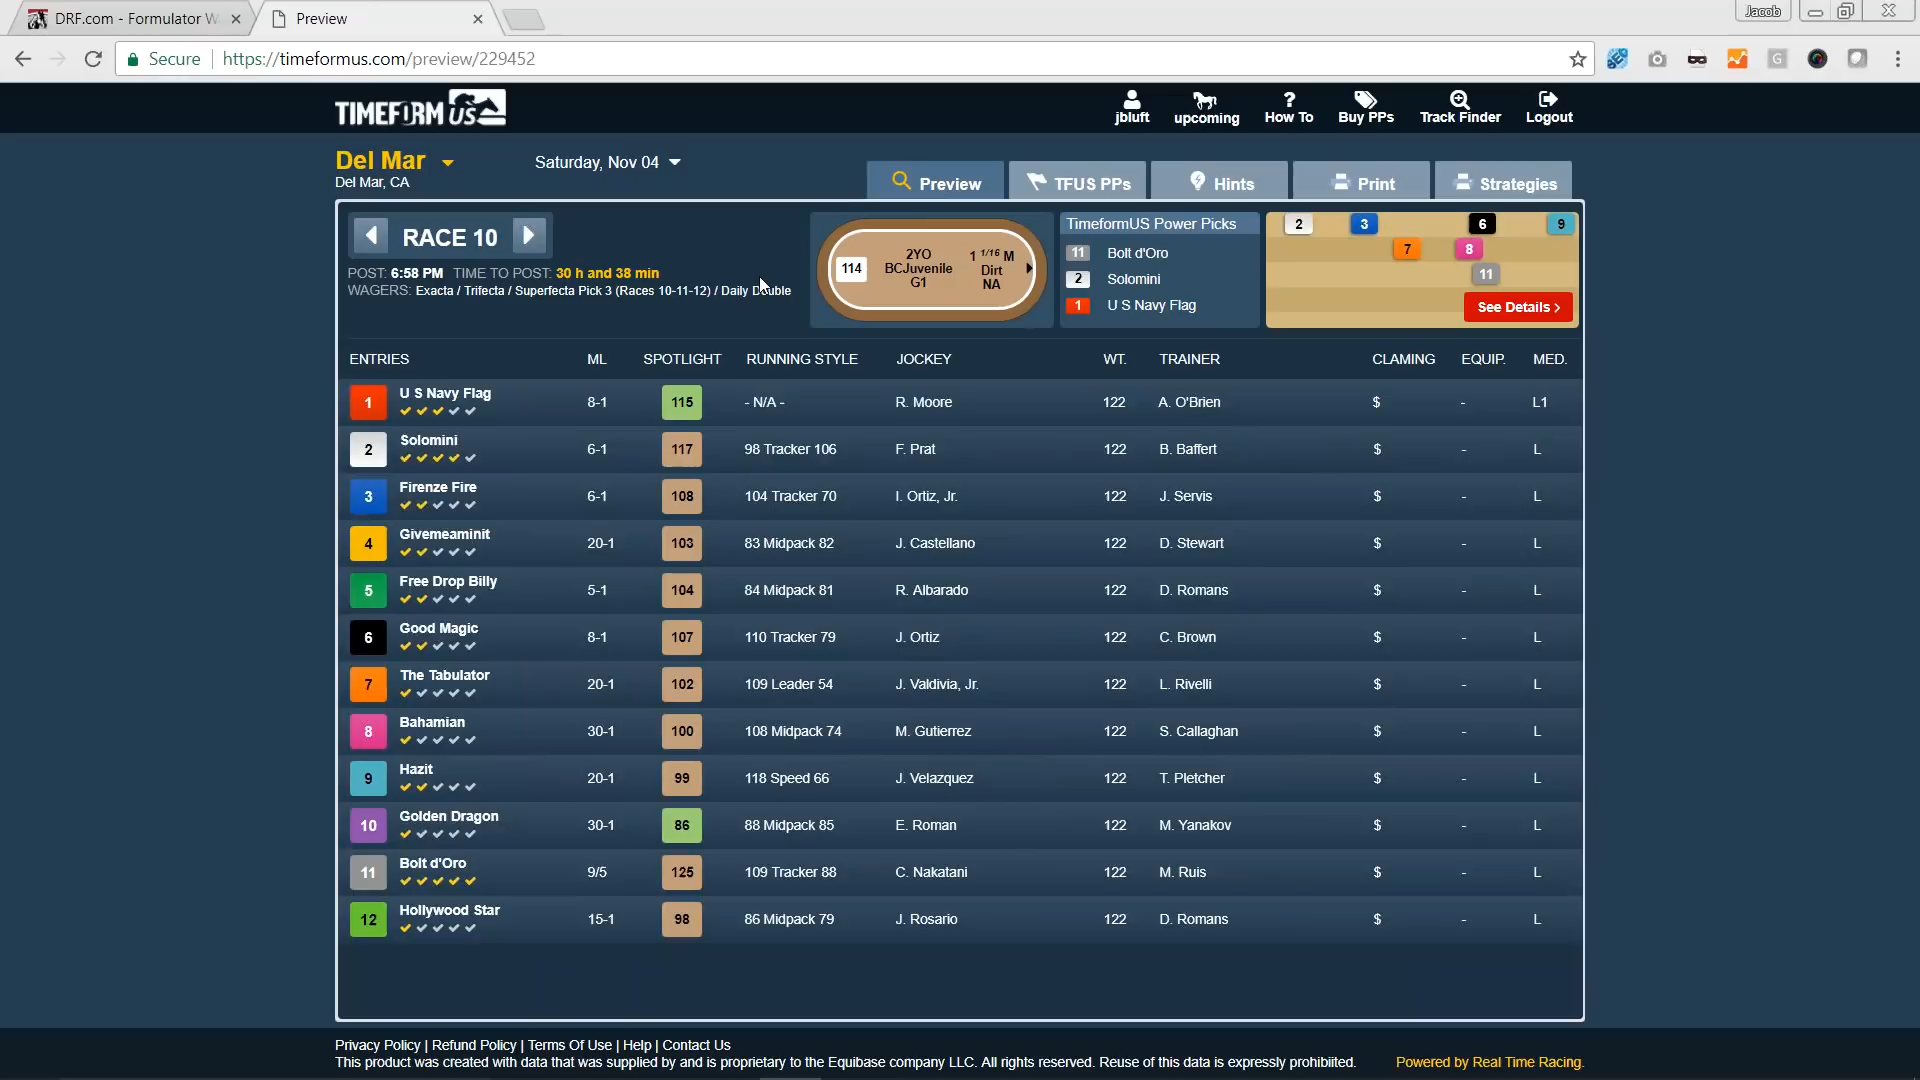 DRF.com - Formulator W
Preview
Jacob
Secure
https://timeformus.com/preview/229452
TIMEFORM US
jbluft
upcoming
How To
Buy PPs
Track Finder
Logout
Del Mar
Del Mar, CA
Saturday, Nov 04
Preview
TFUS PPs
Hints
Print
Strategies
RACE 10
POST: 6:58 PM TIME TO POST: 30 h and 38 min
WAGERS: Exacta / Trifecta / Superfecta Pick 3 (Races 10-11-12) / Daily Double
114
2YO
BCJuvenile
G1
1 1/16 M
Dirt
NA
TimeformUS Power Picks
11 Bolt d'Oro
2 Solomini
1 U S Navy Flag
2 3 6 9
7 8
11
See Details >
ENTRIES ML SPOTLIGHT RUNNING STYLE JOCKEY WT. TRAINER CLAMING EQUIP. MED.
1 U S Navy Flag 8-1 115 - N/A - R. Moore 122 A. O'Brien $ - L1
2 Solomini 6-1 117 98 Tracker 106 F. Prat 122 B. Baffert $ - L
3 Firenze Fire 6-1 108 104 Tracker 70 I. Ortiz, Jr. 122 J. Servis $ - L
4 Givemeaminit 20-1 103 83 Midpack 82 J. Castellano 122 D. Stewart $ - L
5 Free Drop Billy 5-1 104 84 Midpack 81 R. Albarado 122 D. Romans $ - L
6 Good Magic 8-1 107 110 Tracker 79 J. Ortiz 122 C. Brown $ - L
7 The Tabulator 20-1 102 109 Leader 54 J. Valdivia, Jr. 122 L. Rivelli $ - L
8 Bahamian 30-1 100 108 Midpack 74 M. Gutierrez 122 S. Callaghan $ - L
9 Hazit 20-1 99 118 Speed 66 J. Velazquez 122 T. Pletcher $ - L
10 Golden Dragon 30-1 86 88 Midpack 85 E. Roman 122 M. Yanakov $ - L
11 Bolt d'Oro 9/5 125 109 Tracker 88 C. Nakatani 122 M. Ruis $ - L
12 Hollywood Star 15-1 98 86 Midpack 79 J. Rosario 122 D. Romans $ - L
Privacy Policy | Refund Policy | Terms Of Use | Help | Contact Us
This product was created with data that was supplied by and is proprietary to the Equibase company LLC. All rights reserved. Reuse of this data is expressly prohibiited.
Powered by Real Time Racing.